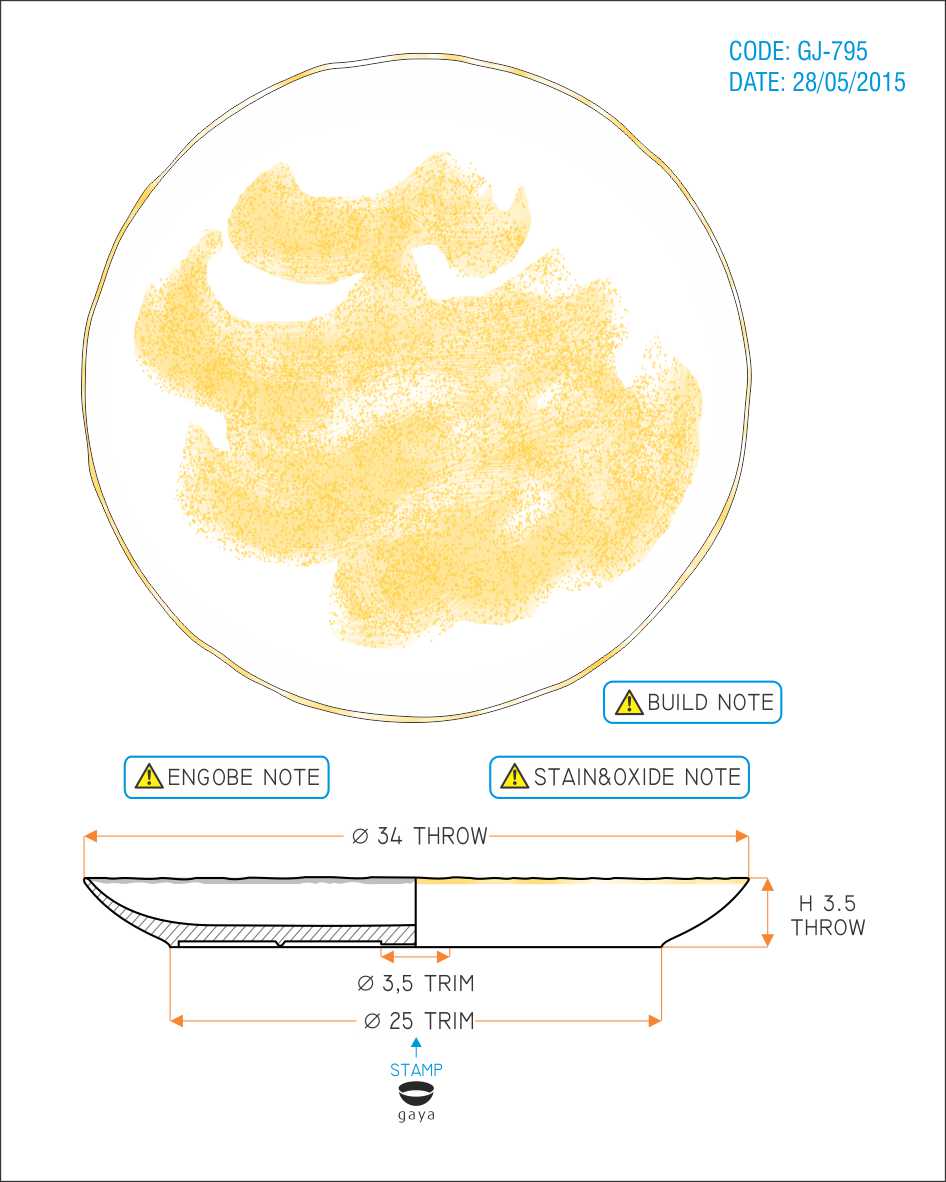 CODE: GJ-795
DATE: 28/05/2015
BUILD NOTE
ENGOBE NOTE
STAIN&OXIDE NOTE
Ø 34 THROW
H 3.5
THROW
Ø 3,5 TRIM
Ø 25 TRIM
STAMP
gaya